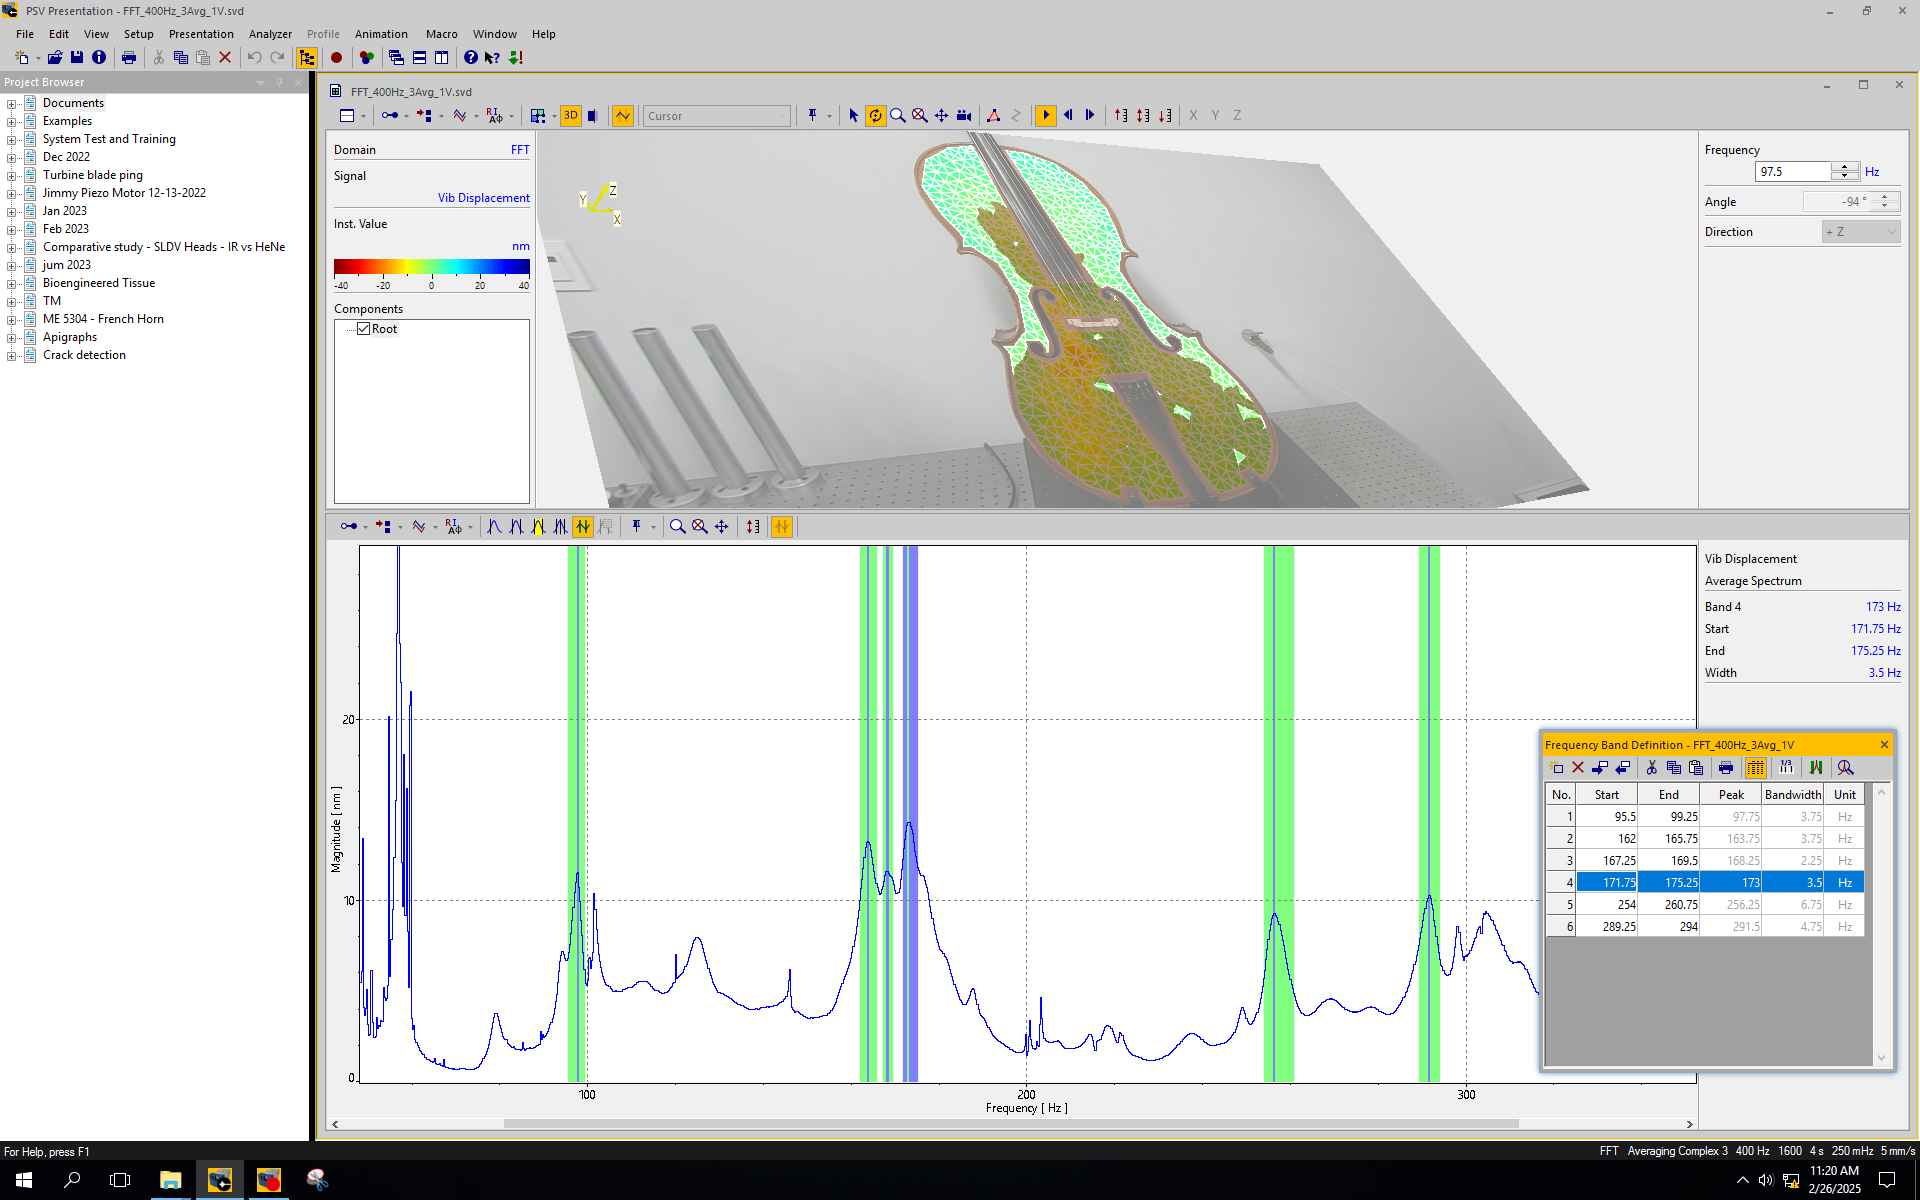 PSV Presentation - FFT_400Hz_3Avg_1V.svd
File Edit View Setup Presentation Analyzer Profile Animation Macro Window Help
Project Browser
Documents
Examples
System Test and Training
Dec 2022
Turbine blade ping
Jimmy Piezo Motor 12-13-2022
Jan 2023
Feb 2023
Comparative study - SLDV Heads - IR vs HeNe
jum 2023
Bioengineered Tissue
TM
ME 5304 - French Horn
Apigraphs
Crack detection
FFT_400Hz_3Avg_1V.svd
3D Cursor X Y Z
Domain FFT
Signal
Vib Displacement
Inst. Value
nm
-40 -20 0 20 40
Components
Root
Y Z X
Frequency
97.5 Hz
Angle -94 °
Direction + Z
Vib Displacement
Average Spectrum
Band 4 173 Hz
Start 171.75 Hz
End 175.25 Hz
Width 3.5 Hz
Magnitude [ nm ]
20
10
0
100 200 300
Frequency [ Hz ]
Frequency Band Definition - FFT_400Hz_3Avg_1V
1/3
No. Start End Peak Bandwidth Unit
1 95.5 99.25 97.75 3.75 Hz
2 162 165.75 163.75 3.75 Hz
3 167.25 169.5 168.25 2.25 Hz
4 171.75 175.25 173 3.5 Hz
5 254 260.75 256.25 6.75 Hz
6 289.25 294 291.5 4.75 Hz
For Help, press F1
FFT Averaging Complex 3 400 Hz 1600 4 s 250 mHz 5 mm/s
11:20 AM
2/26/2025